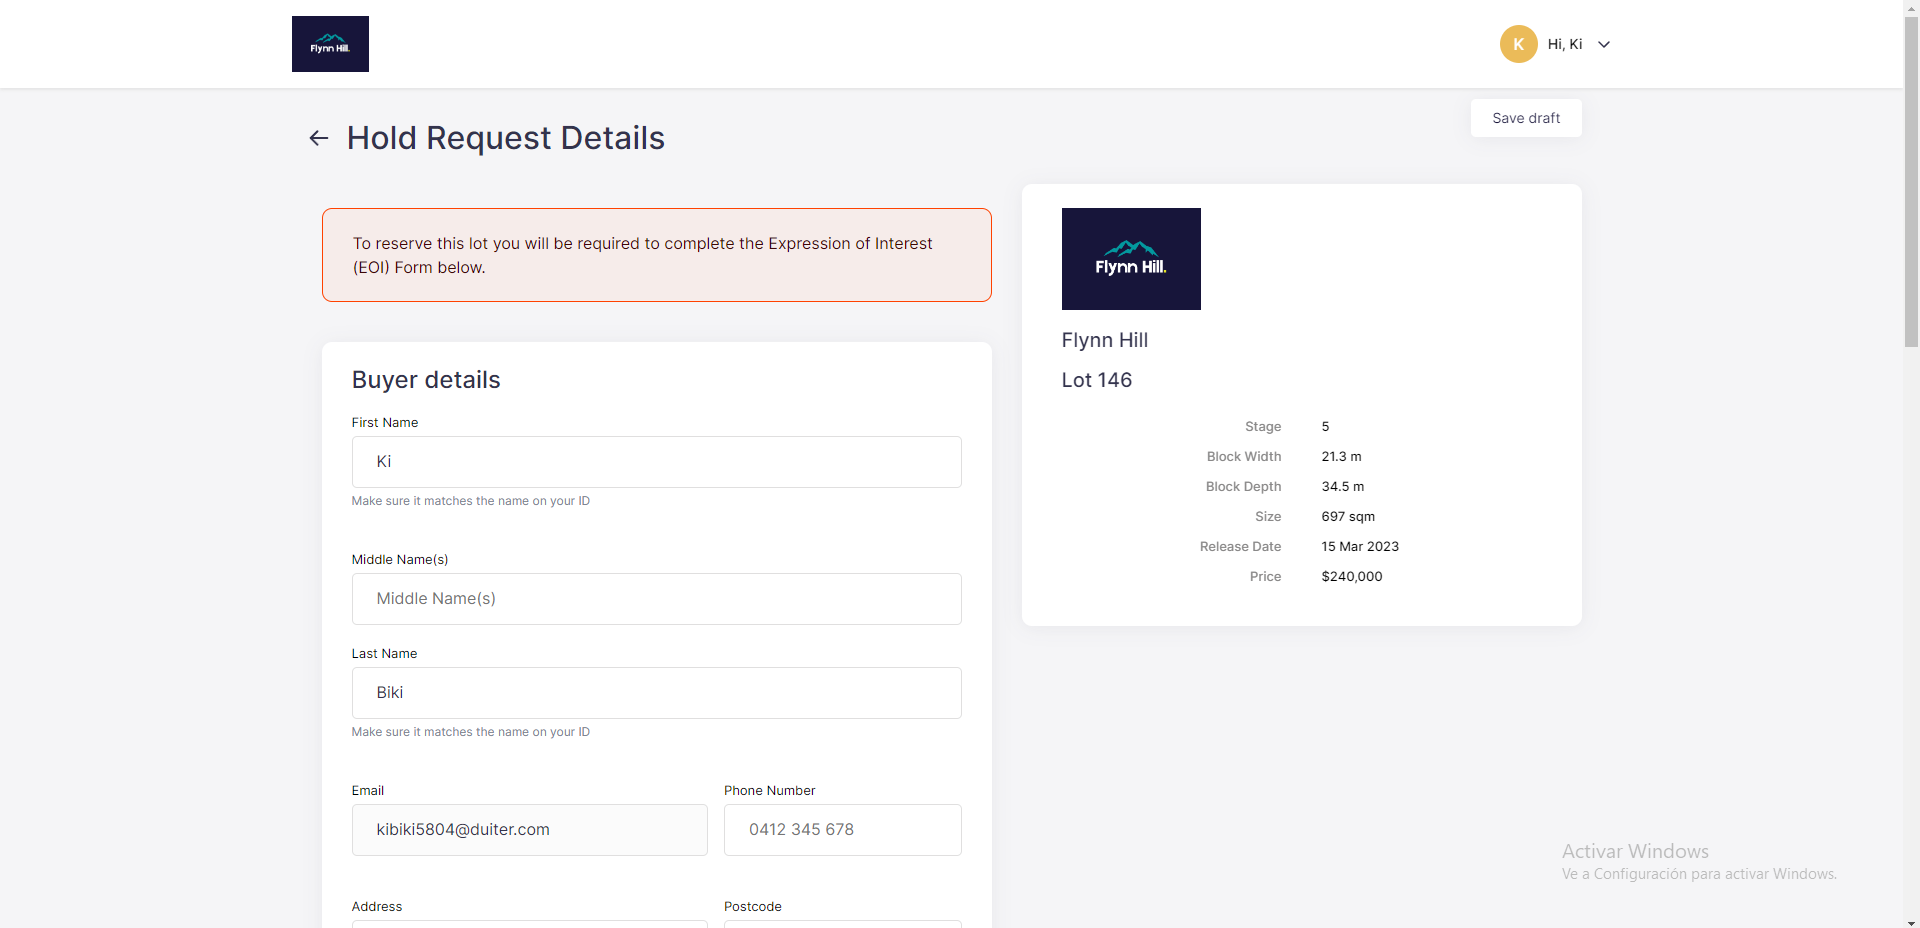 Flynn Hill.
K
Hi, Ki
Save draft
Hold Request Details
To reserve this lot you will be required to complete the Expression of Interest
(EOI) Form below.
Buyer details
First Name
Ki
Make sure it matches the name on your ID
Middle Name(s)
Middle Name(s)
Last Name
Biki
Make sure it matches the name on your ID
Email
Phone Number
kibiki5804@duiter.com
0412 345 678
Address
Postcode
Flynn Hill.
Flynn Hill
Lot 146
Stage 5
Block Width 21.3 m
Block Depth 34.5 m
Size 697 sqm
Release Date 15 Mar 2023
Price $240,000
Activar Windows
Ve a Configuración para activar Windows.